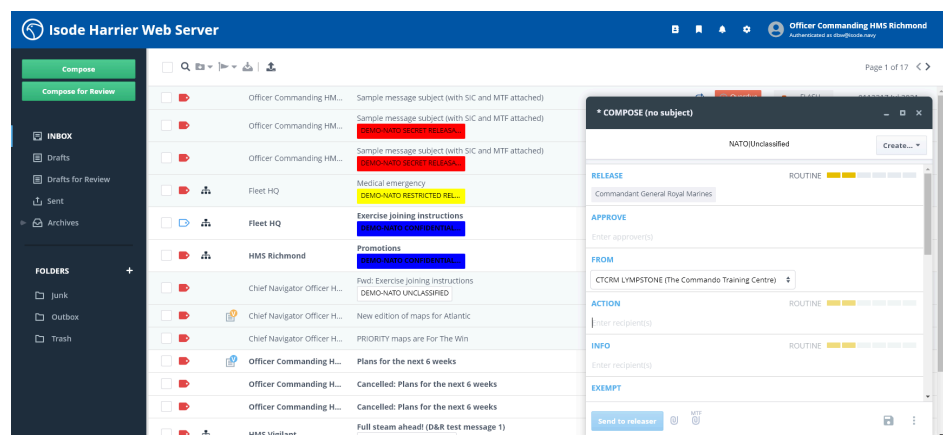 Isode Harrier Web Server
Officer Commanding HMS Richmond
Authenticated as dbw@isode.navy
Compose
Compose for Review
INBOX
Drafts
Drafts for Review
Sent
Archives
FOLDERS +
Junk
Outbox
Trash
Page 1 of 17
Officer Commanding HM... Sample message subject (with SIC and MTF attached)
Officer Commanding HM... Sample message subject (with SIC and MTF attached)
DEMO-NATO SECRET RELEASA...
Officer Commanding HM... Sample message subject (with SIC and MTF attached)
DEMO-NATO SECRET RELEASA...
Fleet HQ Medical emergency
DEMO-NATO RESTRICTED REL...
Fleet HQ Exercise joining instructions
DEMO-NATO CONFIDENTIAL...
HMS Richmond Promotions
DEMO-NATO CONFIDENTIAL...
Chief Navigator Officer H... Fwd: Exercise joining instructions
DEMO-NATO UNCLASSIFIED
Chief Navigator Officer H... New edition of maps for Atlantic
Chief Navigator Officer H... PRIORITY maps are For The Win
Officer Commanding H... Plans for the next 6 weeks
Officer Commanding H... Cancelled: Plans for the next 6 weeks
Officer Commanding H... Cancelled: Plans for the next 6 weeks
HMS Vigilant Full steam ahead! (D&R test message 1)
* COMPOSE (no subject)
NATO|Unclassified
Create...
RELEASE ROUTINE
Commandant General Royal Marines
APPROVE
Enter approver(s)
FROM
CTCRM LYMPSTONE (The Commando Training Centre)
ACTION ROUTINE
Enter recipient(s)
INFO ROUTINE
Enter recipient(s)
EXEMPT
Send to releaser
MTF